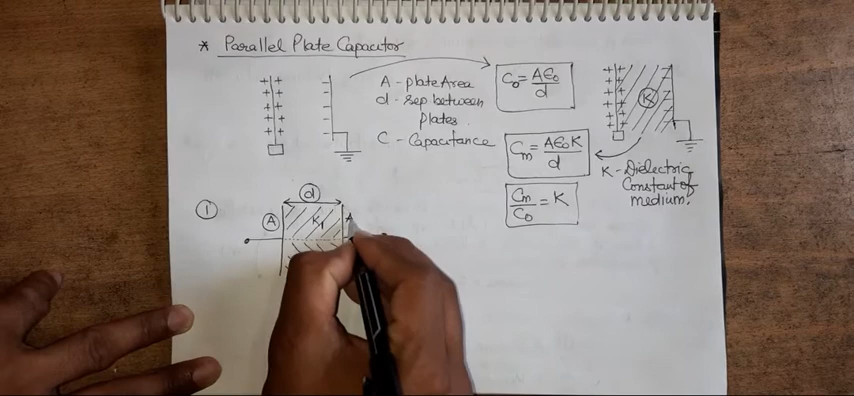 * Parallel Plate Capacitor
A - plate Area
d - sep between
Plates.
C - Capacitance
C₀ = Aϵ₀/d
Cm = Aϵ₀K/d
Cm/C₀ = K
K
K - Dielectric
Constant of
medium.
①
d
A
K₁
A